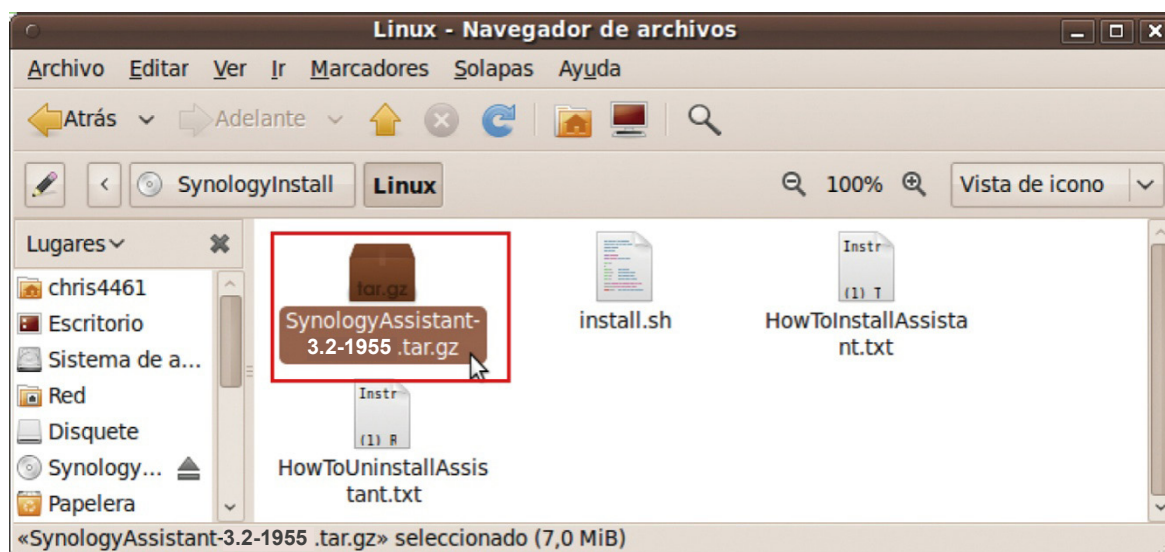 Linux - Navegador de archivos
Archivo Editar Ver Ir Marcadores Solapas Ayuda
Atrás Adelante
SynologyInstall Linux 100% Vista de icono
Lugares
chris4461
Escritorio
Sistema de a...
Red
Disquete
Synology...
Papelera
tar.gz
SynologyAssistant-
3.2-1955 .tar.gz
install.sh
Instr
(1) T
HowToInstallAssista
nt.txt
Instr
(1) R
HowToUninstallAssis
tant.txt
«SynologyAssistant-3.2-1955 .tar.gz» seleccionado (7,0 MiB)